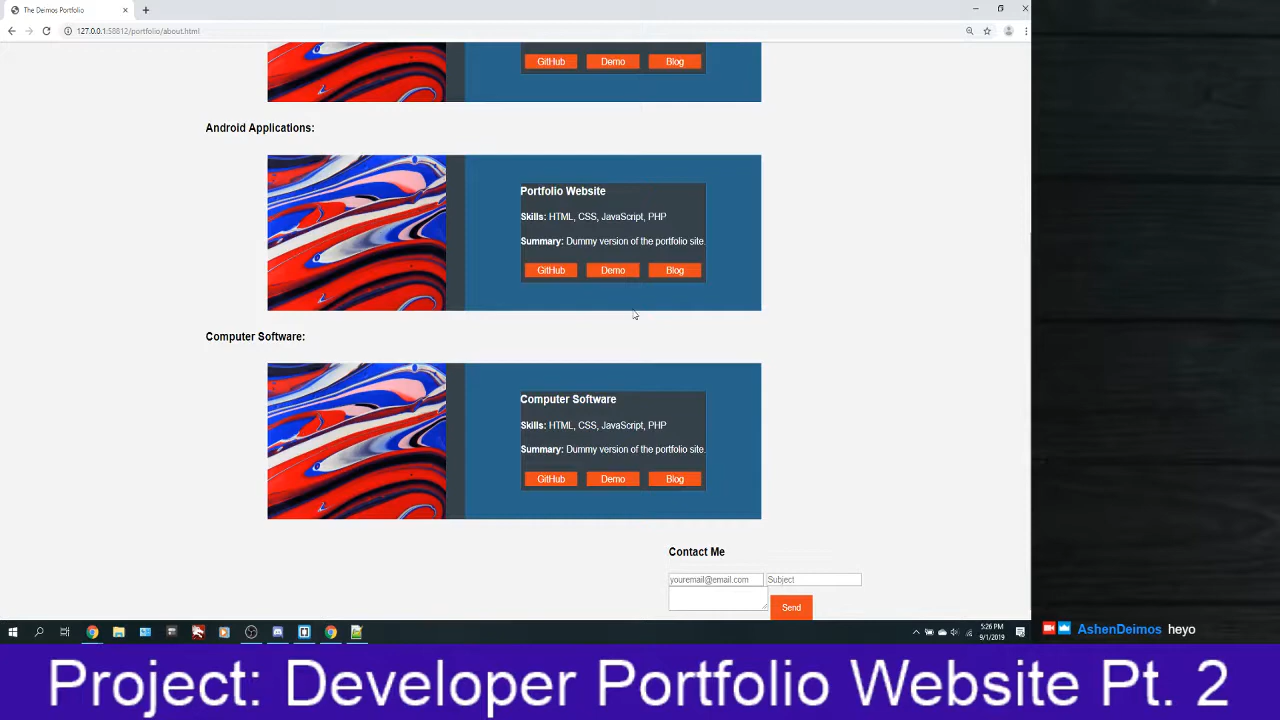 The Deimos Portfolio
127.0.0.1:58812/portfolio/about.html
GitHub Demo Blog
Android Applications:
Portfolio Website
Skills: HTML, CSS, JavaScript, PHP
Summary: Dummy version of the portfolio site.
GitHub Demo Blog
Computer Software:
Computer Software
Skills: HTML, CSS, JavaScript, PHP
Summary: Dummy version of the portfolio site.
GitHub Demo Blog
Contact Me
youremail@email.com Subject
Send
5:26 PM
9/1/2019
AshenDeimos heyo
Project: Developer Portfolio Website Pt. 2